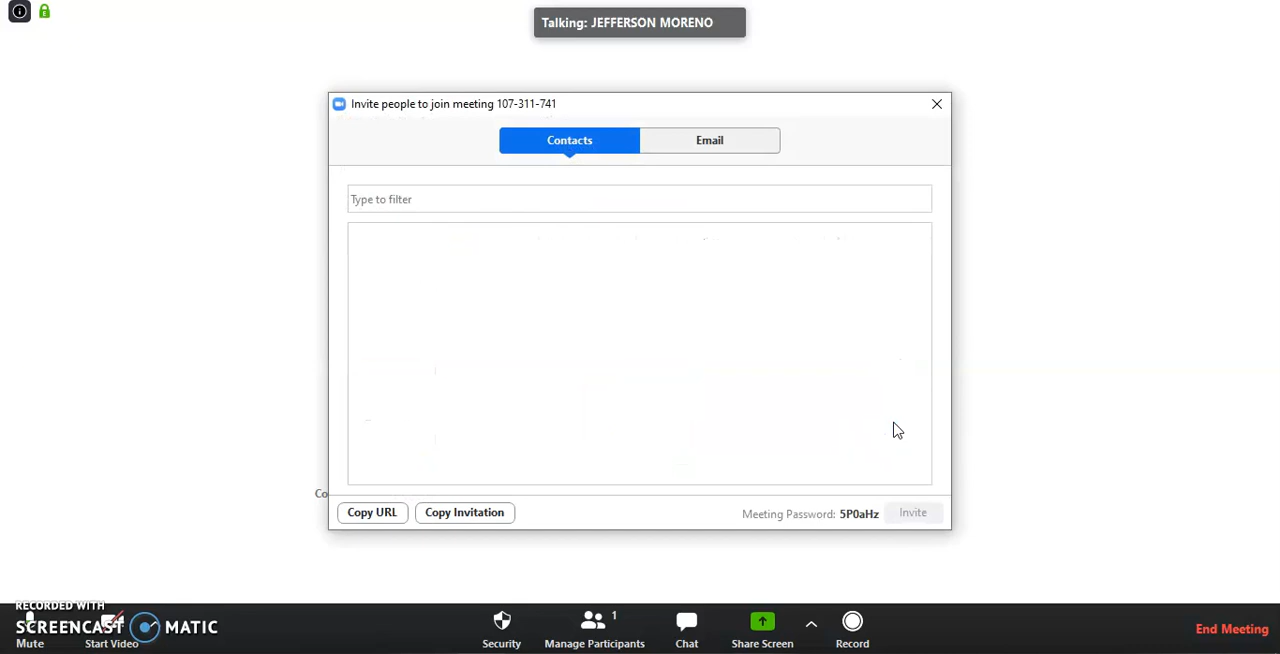 Talking: JEFFERSON MORENO
Invite people to join meeting 107-311-741
Contacts
Email
Type to filter
Co
Copy URL
Copy Invitation
Meeting Password: 5P0aHz
Invite
RECORDED WITH
SCREENCAST MATIC
Mute
Start Video
Security
Manage Participants
1
Chat
Share Screen
Record
End Meeting